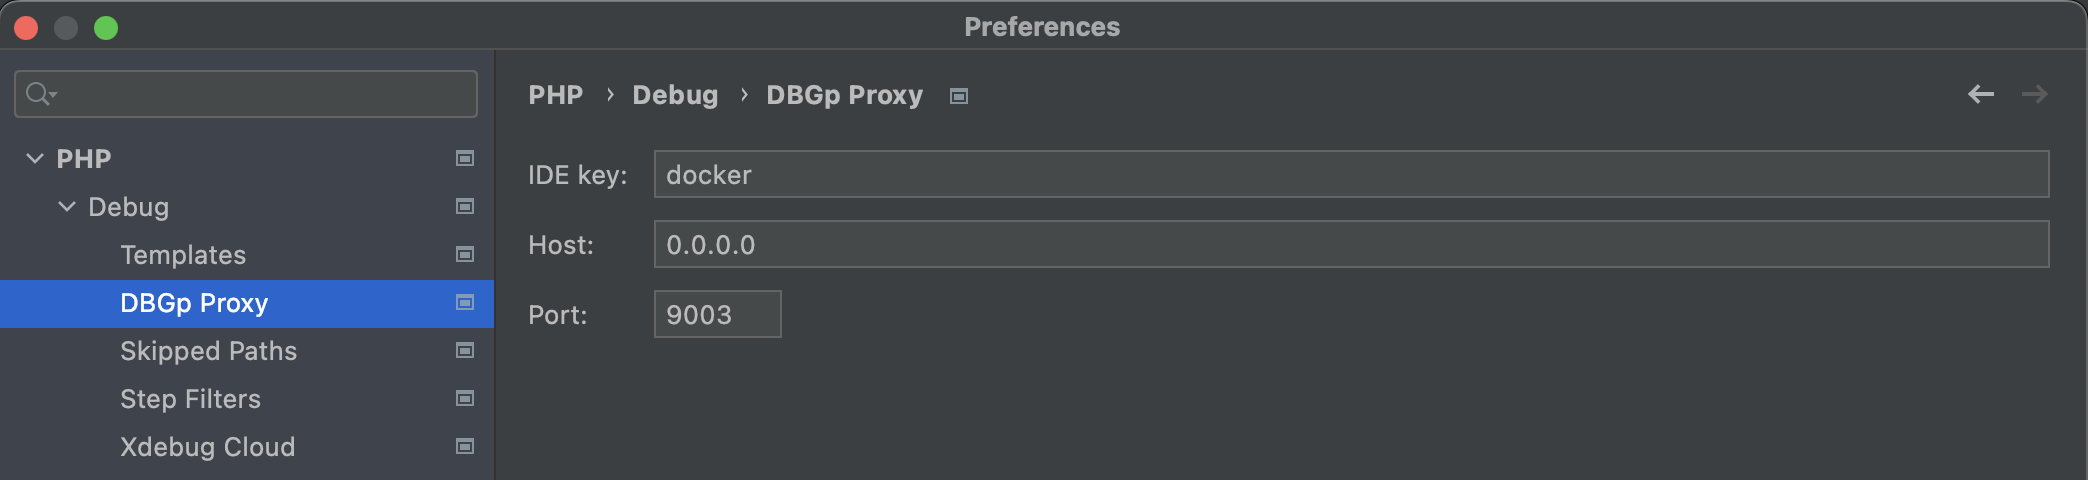 Preferences
PHP
Debug
Templates
DBGp Proxy
Skipped Paths
Step Filters
Xdebug Cloud
PHP › Debug › DBGp Proxy
IDE key: docker
Host: 0.0.0.0
Port: 9003